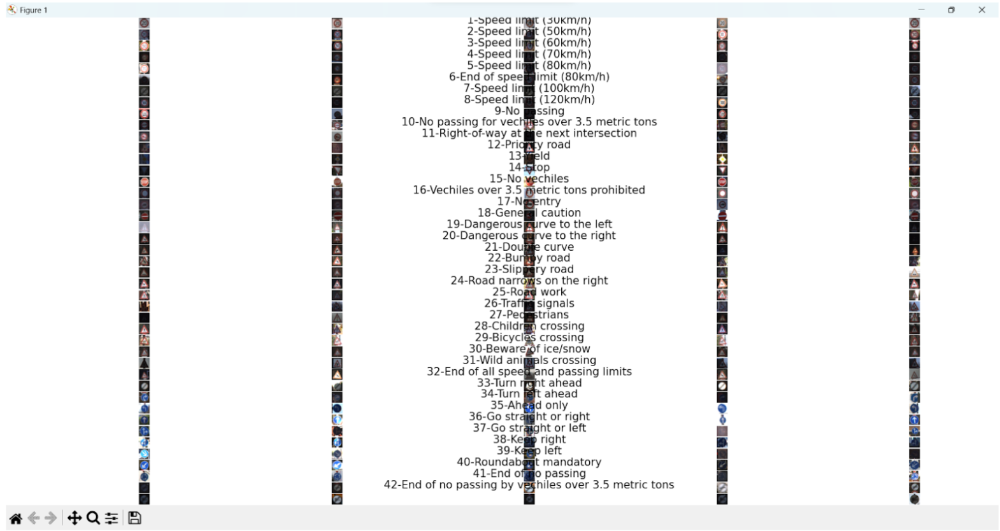 Figure 1
1-Speed limit (30km/h)
2-Speed limit (50km/h)
3-Speed limit (60km/h)
4-Speed limit (70km/h)
5-Speed limit (80km/h)
6-End of speed limit (80km/h)
7-Speed limit (100km/h)
8-Speed limit (120km/h)
9-No passing
10-No passing for vechiles over 3.5 metric tons
11-Right-of-way at the next intersection
12-Priority road
13-Yield
14-Stop
15-No vechiles
16-Vechiles over 3.5 metric tons prohibited
17-No entry
18-General caution
19-Dangerous curve to the left
20-Dangerous curve to the right
21-Double curve
22-Bumpy road
23-Slippery road
24-Road narrows on the right
25-Road work
26-Traffic signals
27-Pedestrians
28-Children crossing
29-Bicycles crossing
30-Beware of ice/snow
31-Wild animals crossing
32-End of all speed and passing limits
33-Turn right ahead
34-Turn left ahead
35-Ahead only
36-Go straight or right
37-Go straight or left
38-Keep right
39-Keep left
40-Roundabout mandatory
41-End of no passing
42-End of no passing by vechiles over 3.5 metric tons